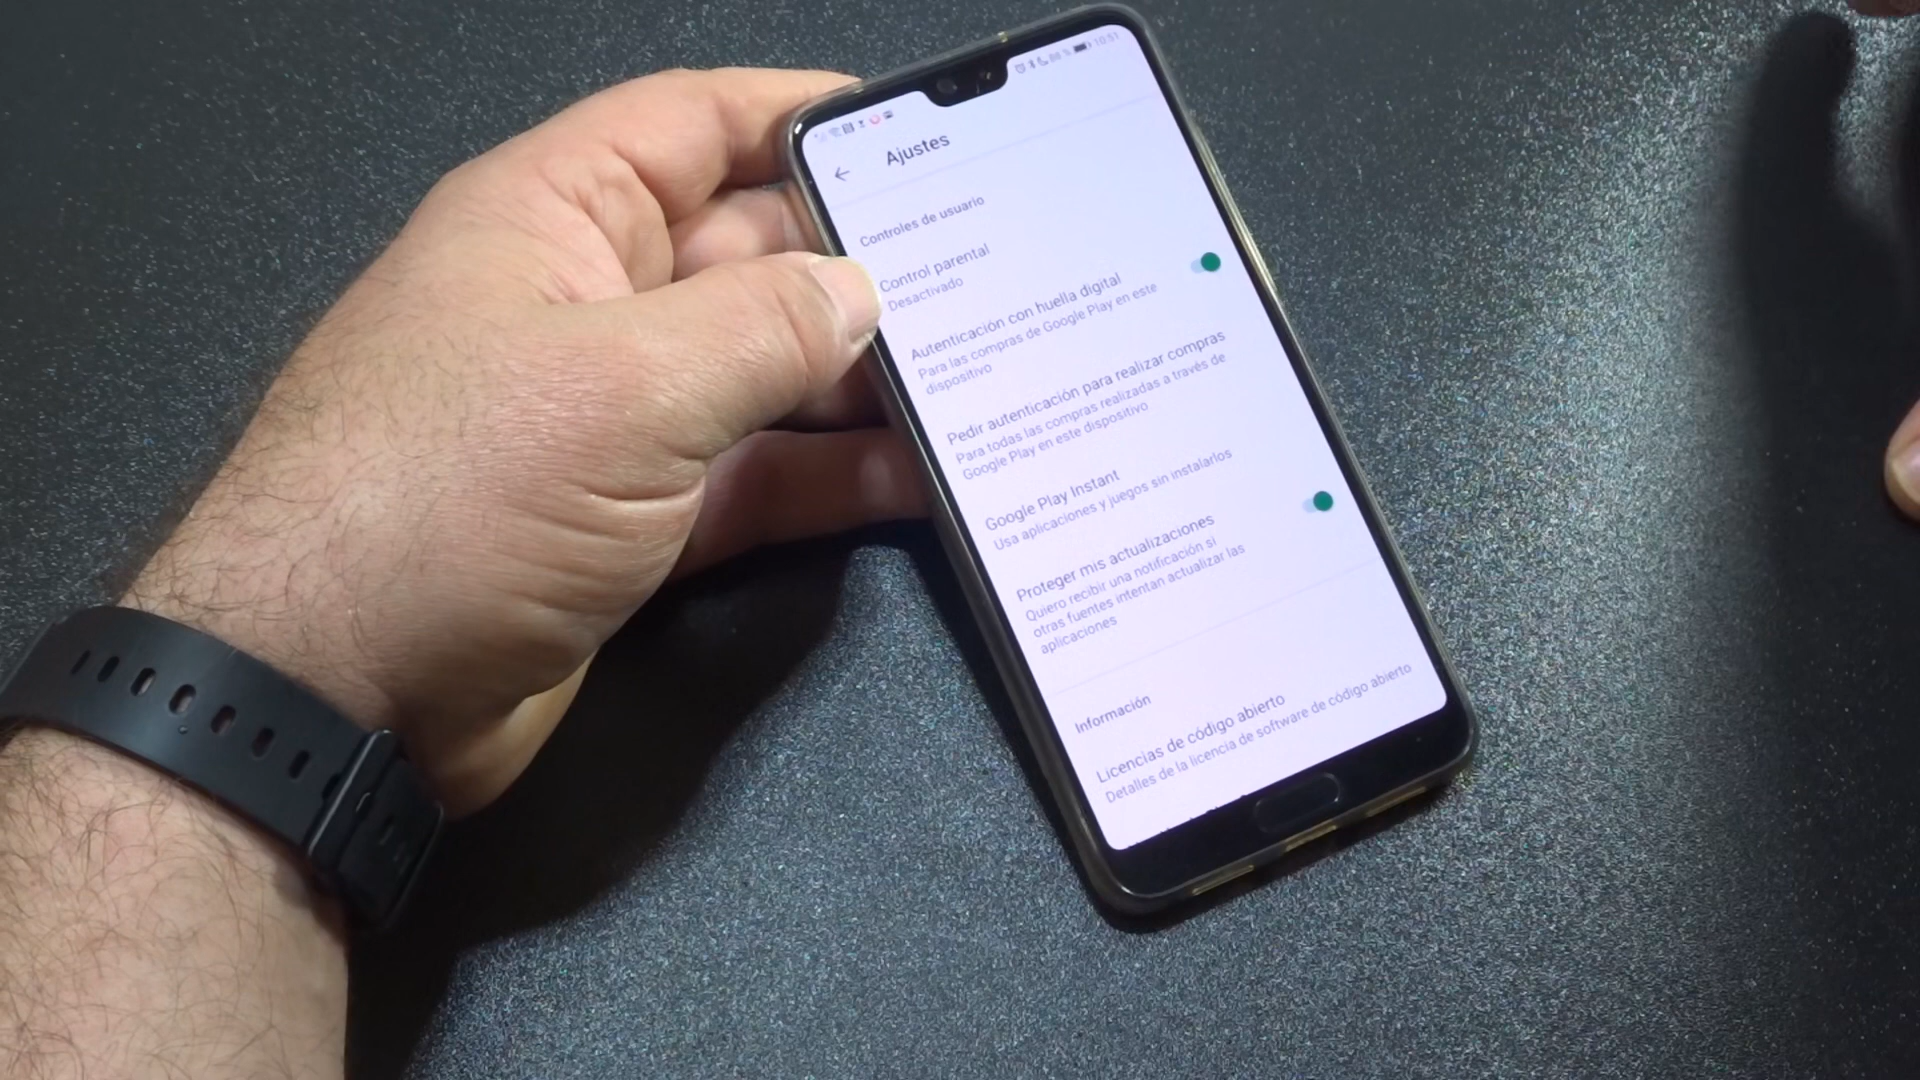 10:51
Ajustes
Controles de usuario
Control parental
Desactivado
Autenticación con huella digital
Para las compras de Google Play en este
dispositivo
Pedir autenticación para realizar compras
Para todas las compras realizadas a través de
Google Play en este dispositivo
Google Play Instant
Usa aplicaciones y juegos sin instalarlos
Proteger mis actualizaciones
Quiero recibir una notificación si
otras fuentes intentan actualizar las
aplicaciones
Información
Licencias de código abierto
Detalles de la licencia de software de código abierto